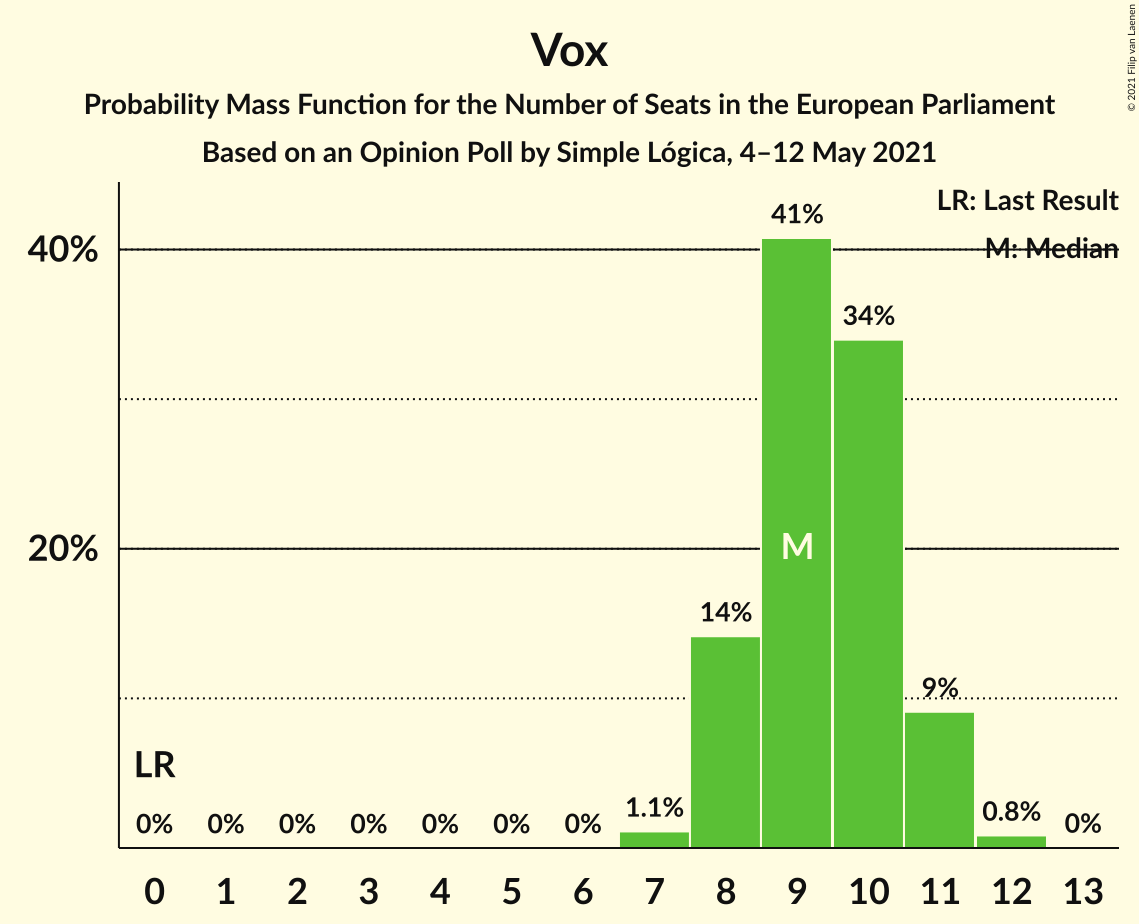 Vox
Probability Mass Function for the Number of Seats in the European Parliament
Based on an Opinion Poll by Simple Lógica, 4–12 May 2021
© 2021 Filip van Laenen
LR: Last Result
M: Median
40%
20%
41%
34%
14%
9%
1.1%
0.8%
M
LR
0% 0% 0% 0% 0% 0% 0% 0%
0 1 2 3 4 5 6 7 8 9 10 11 12 13